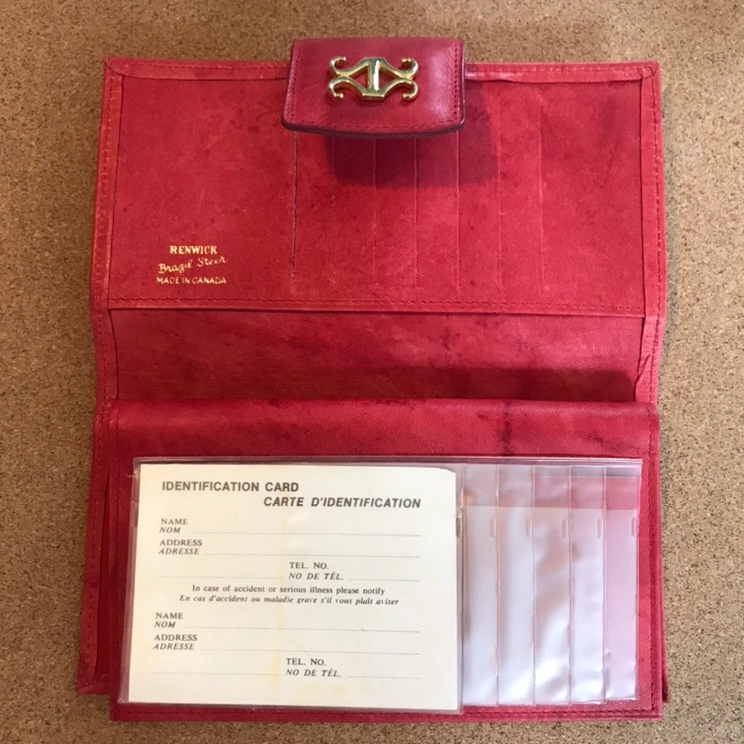 RENWICK
Brazil Steer
MADE IN CANADA
IDENTIFICATION CARD
CARTE D'IDENTIFICATION
NAME
NOM
ADDRESS
ADRESSE
TEL. NO.
NO DE TÉL.
In case of accident or serious illness please notify
En cas d'accident ou maladie grave s'il vous plaît aviser
NAME
NOM
ADDRESS
ADRESSE
TEL. NO.
NO DE TÉL.